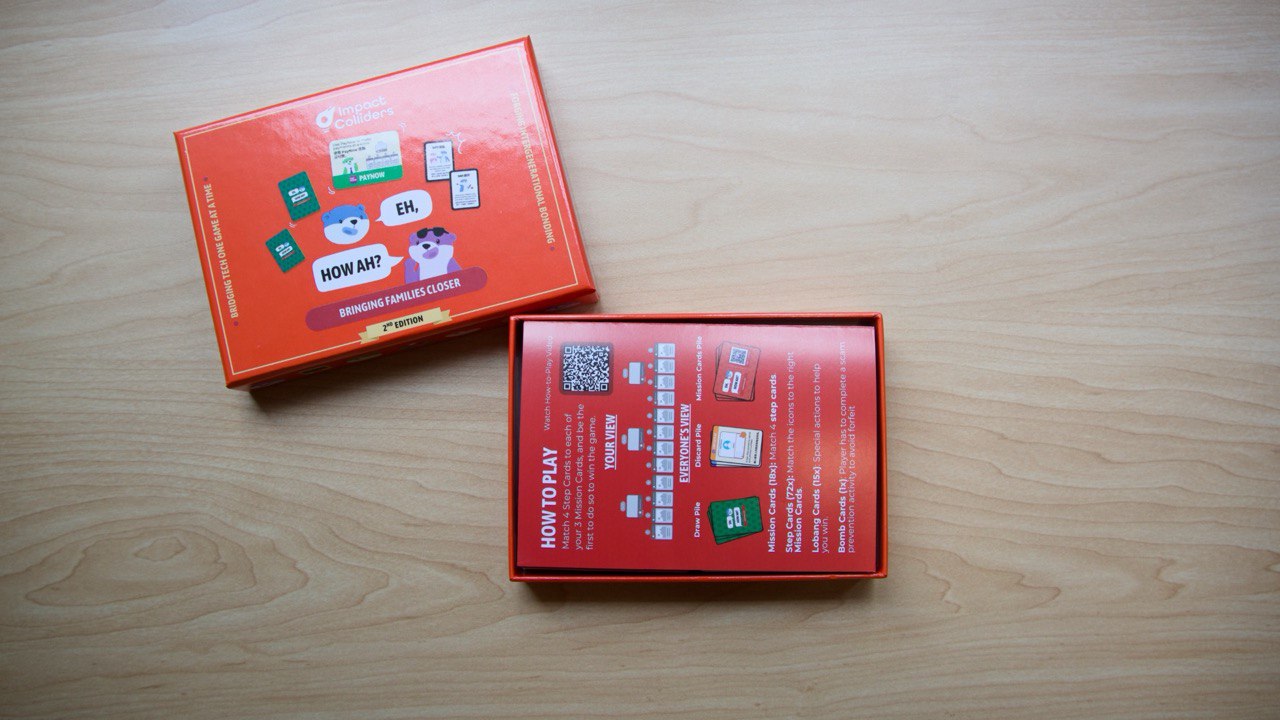 Impact
Colliders
BRIDGING TECH ONE GAME AT A TIME
FORGING INTERGENERATIONAL BONDING
PAYNOW
EH,
HOW AH?
BRINGING FAMILIES CLOSER
2ND EDITION
HOW TO PLAY
Watch How-to-Play Video
Match 4 Step Cards to each of
your 3 Mission Cards, and be the
first to do so to win the game.
YOUR VIEW
EVERYONE'S VIEW
Draw Pile
Discard Pile
Mission Cards Pile
Mission Cards (18x): Match 4 step cards.
Step Cards (72x): Match the icons to the right
Mission Cards.
Lobang Cards (15x): Special actions to help
you win.
Bomb Cards (1x): Player has to complete a scam
prevention activity to avoid forfeit.